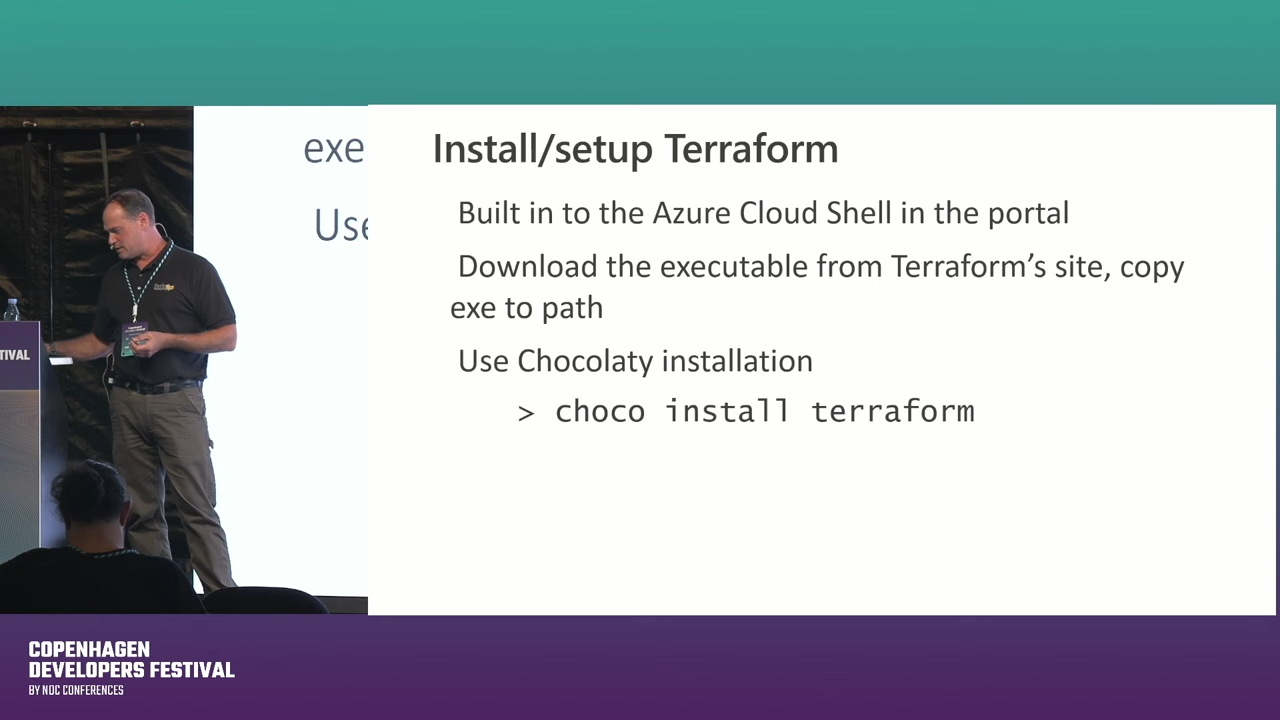 exe
Use
Install/setup Terraform
Built in to the Azure Cloud Shell in the portal
Download the executable from Terraform’s site, copy
exe to path
Use Chocolaty installation
> choco install terraform
TIVAL
COPENHAGEN
DEVELOPERS FESTIVAL
BY NDC CONFERENCES